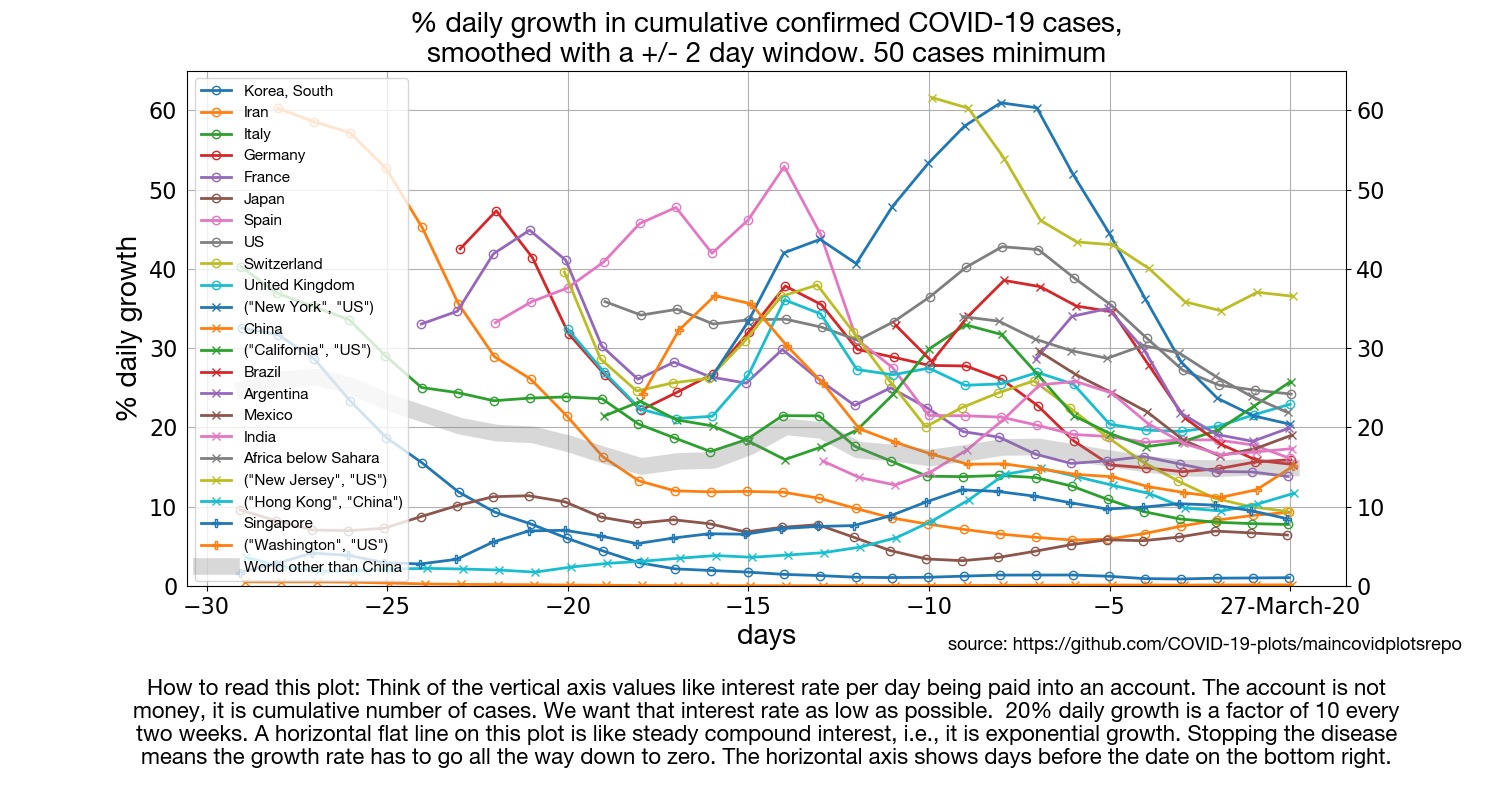 % daily growth in cumulative confirmed COVID-19 cases,
smoothed with a +/- 2 day window. 50 cases minimum
% daily growth
60
50
40
30
20
10
0
Korea, South
Iran
Italy
Germany
France
Japan
Spain
US
Switzerland
United Kingdom
("New York", "US")
China
("California", "US")
Brazil
Argentina
Mexico
India
Africa below Sahara
("New Jersey", "US")
("Hong Kong", "China")
Singapore
("Washington", "US")
World other than China
60
50
40
30
20
10
0
−30 −25 −20 −15 −10 −5 27-March-20
days
source: https://github.com/COVID-19-plots/maincovidplotsrepo
How to read this plot: Think of the vertical axis values like interest rate per day being paid into an account. The account is not
money, it is cumulative number of cases. We want that interest rate as low as possible.  20% daily growth is a factor of 10 every
two weeks. A horizontal flat line on this plot is like steady compound interest, i.e., it is exponential growth. Stopping the disease
means the growth rate has to go all the way down to zero. The horizontal axis shows days before the date on the bottom right.